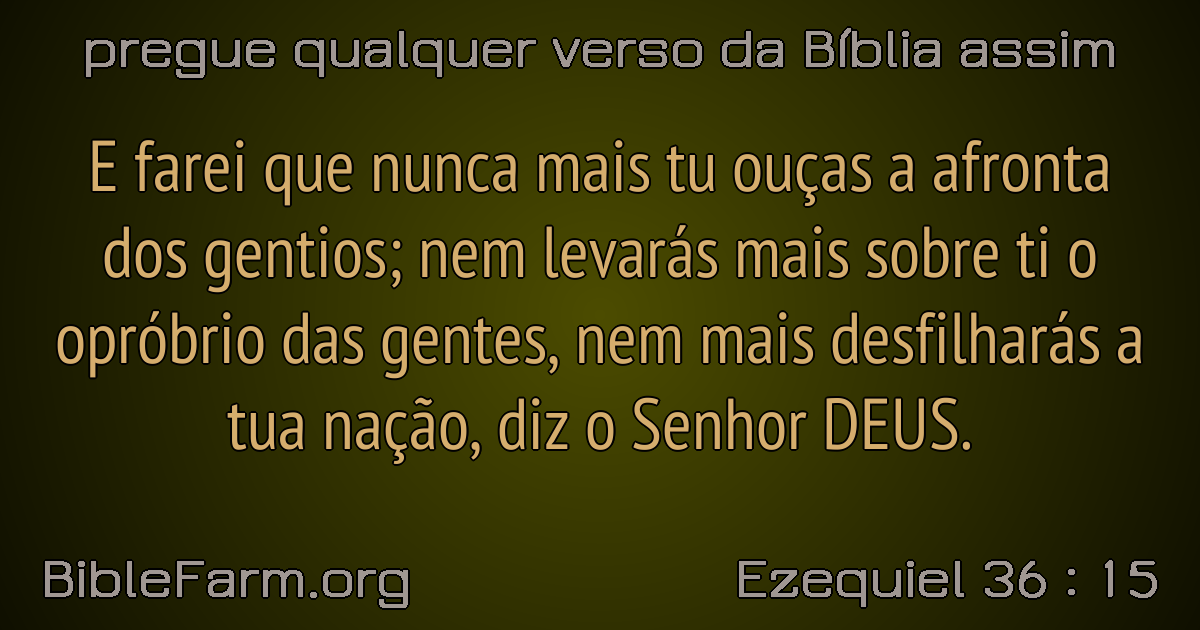 pregue qualquer verso da Bíblia assim
E farei que nunca mais tu ouças a afronta
dos gentios; nem levarás mais sobre ti o
opróbrio das gentes, nem mais desfilharás a
tua nação, diz o Senhor DEUS.
BibleFarm.org
Ezequiel 36 : 15